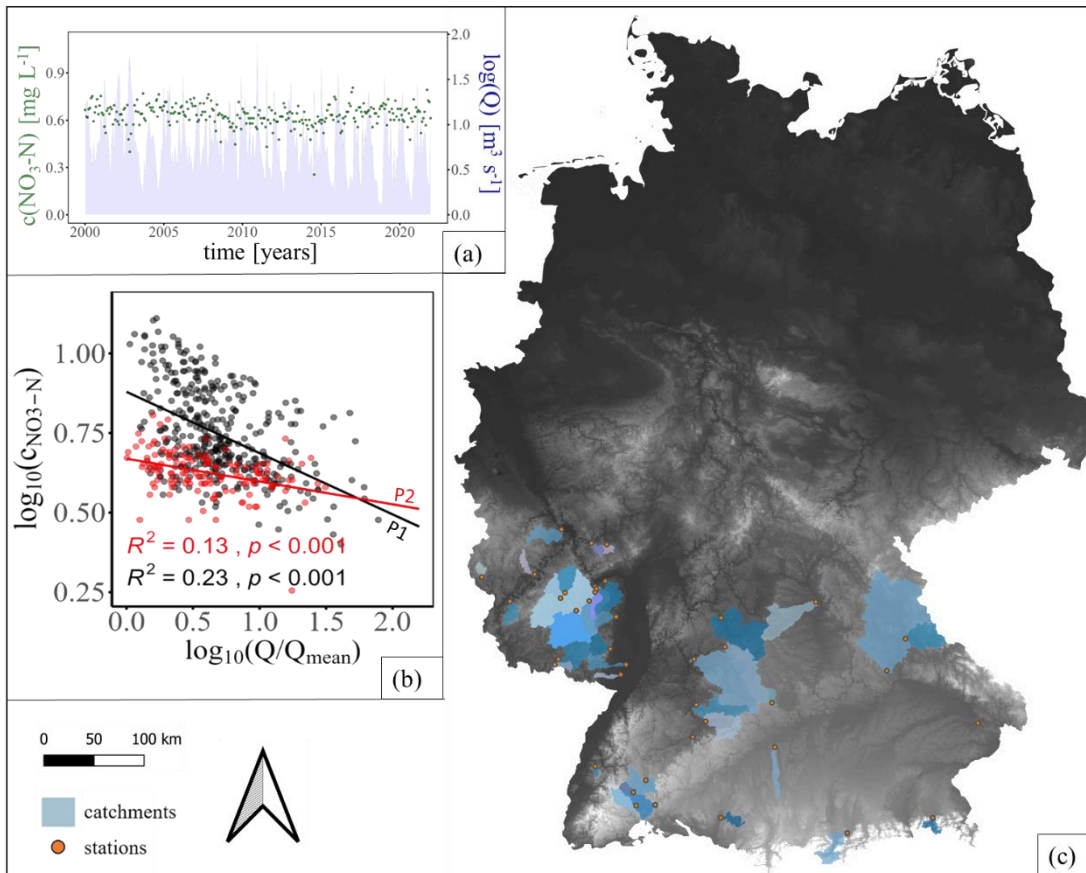 c(NO₃-N) [mg L⁻¹]
0.9
0.6
0.3
0.0
2.0
1.5
1.0
0.5
0.0
log(Q) [m³ s⁻¹]
2000 2005 2010 2015 2020
time [years]
(a)
log₁₀(c_NO3−N)
1.00
0.75
0.50
0.25
P2
P1
R² = 0.13 , p < 0.001
R² = 0.23 , p < 0.001
0.0 0.5 1.0 1.5 2.0
log₁₀(Q/Q_mean)
(b)
0 50 100 km
catchments
stations
(c)